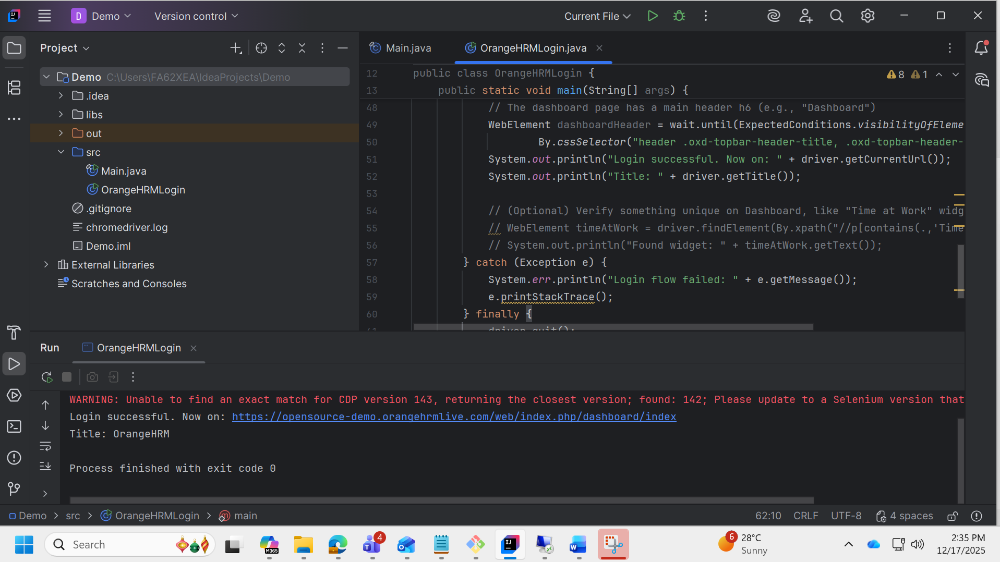 D Demo Version control Current File
Project
Main.java
OrangeHRMLogin.java
Demo C:\Users\FA62XEA\IdeaProjects\Demo
.idea
libs
out
src
Main.java
OrangeHRMLogin
.gitignore
chromedriver.log
Demo.iml
External Libraries
Scratches and Consoles
8 1
12 public class OrangeHRMLogin {
13 public static void main(String[] args) {
48 // The dashboard page has a main header h6 (e.g., "Dashboard")
49 WebElement dashboardHeader = wait.until(ExpectedConditions.visibilityOfEleme
50 By.cssSelector("header .oxd-topbar-header-title, .oxd-topbar-header-
51 System.out.println("Login successful. Now on: " + driver.getCurrentUrl());
52 System.out.println("Title: " + driver.getTitle());
53
54 // (Optional) Verify something unique on Dashboard, like "Time at Work" widg
55 // WebElement timeAtWork = driver.findElement(By.xpath("//p[contains(.,'Time
56 // System.out.println("Found widget: " + timeAtWork.getText());
57 } catch (Exception e) {
58 System.err.println("Login flow failed: " + e.getMessage());
59 e.printStackTrace();
60 } finally {
61 driver.quit();
Run OrangeHRMLogin
WARNING: Unable to find an exact match for CDP version 143, returning the closest version; found: 142; Please update to a Selenium version that
Login successful. Now on: https://opensource-demo.orangehrmlive.com/web/index.php/dashboard/index
Title: OrangeHRM
Process finished with exit code 0
Demo > src > OrangeHRMLogin > main
62:10 CRLF UTF-8 4 spaces
Search
M365
4
6
28°C
Sunny
2:35 PM
12/17/2025